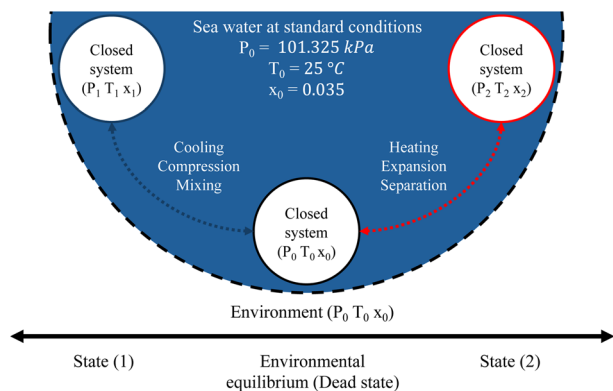 Sea water at standard conditions
P₀ = 101.325 kPa
T₀ = 25 °C
x₀ = 0.035
Closed
system
(P₁ T₁ x₁)
Closed
system
(P₂ T₂ x₂)
Cooling
Compression
Mixing
Heating
Expansion
Separation
Closed
system
(P₀ T₀ x₀)
Environment (P₀ T₀ x₀)
State (1)
Environmental
equilibrium (Dead state)
State (2)